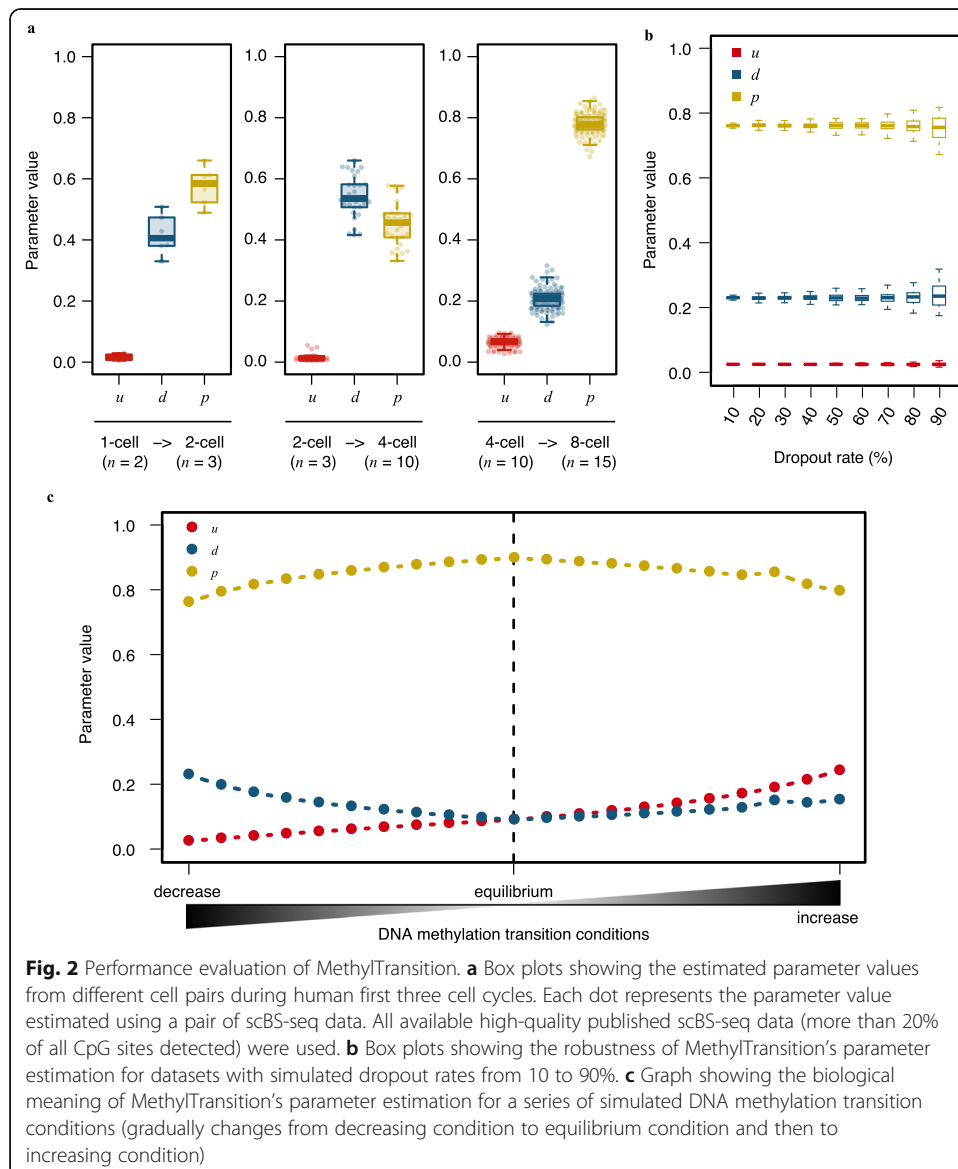 a
1.0
0.8
0.6
0.4
0.2
0.0
Parameter value
u d p
1-cell –> 2-cell
(n = 2) (n = 3)
1.0
0.8
0.6
0.4
0.2
0.0
u d p
2-cell –> 4-cell
(n = 3) (n = 10)
1.0
0.8
0.6
0.4
0.2
0.0
u d p
4-cell –> 8-cell
(n = 10) (n = 15)
b
u
d
p
1.0
0.8
0.6
0.4
0.2
0.0
Parameter value
10 20 30 40 50 60 70 80 90
Dropout rate (%)
c
u
d
p
1.0
0.8
0.6
0.4
0.2
0.0
Parameter value
decrease equilibrium increase
DNA methylation transition conditions
Fig. 2 Performance evaluation of MethylTransition. a Box plots showing the estimated parameter values
from different cell pairs during human first three cell cycles. Each dot represents the parameter value
estimated using a pair of scBS-seq data. All available high-quality published scBS-seq data (more than 20%
of all CpG sites detected) were used. b Box plots showing the robustness of MethylTransition’s parameter
estimation for datasets with simulated dropout rates from 10 to 90%. c Graph showing the biological
meaning of MethylTransition’s parameter estimation for a series of simulated DNA methylation transition
conditions (gradually changes from decreasing condition to equilibrium condition and then to
increasing condition)